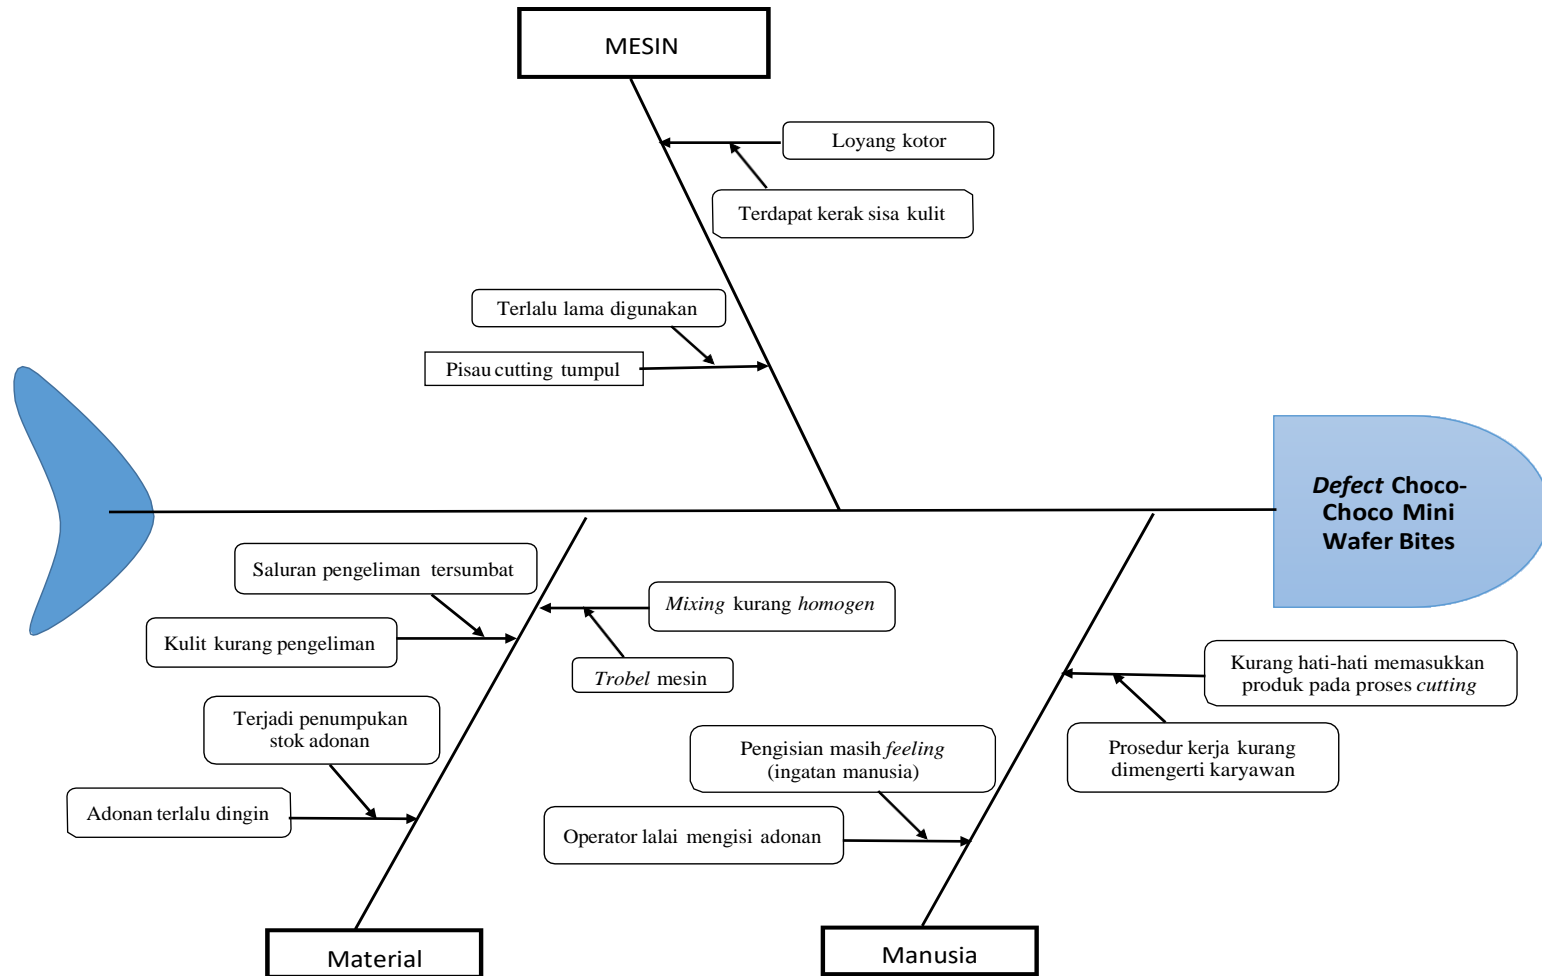 MESIN
Loyang kotor
Terdapat kerak sisa kulit
Terlalu lama digunakan
Pisau cutting tumpul
Defect Choco-
Choco Mini
Wafer Bites
Saluran pengeliman tersumbat
Mixing kurang homogen
Kulit kurang pengeliman
Trobel mesin
Kurang hati-hati memasukkan
produk pada proses cutting
Terjadi penumpukan
stok adonan
Pengisian masih feeling
(ingatan manusia)
Prosedur kerja kurang
dimengerti karyawan
Adonan terlalu dingin
Operator lalai mengisi adonan
Material
Manusia